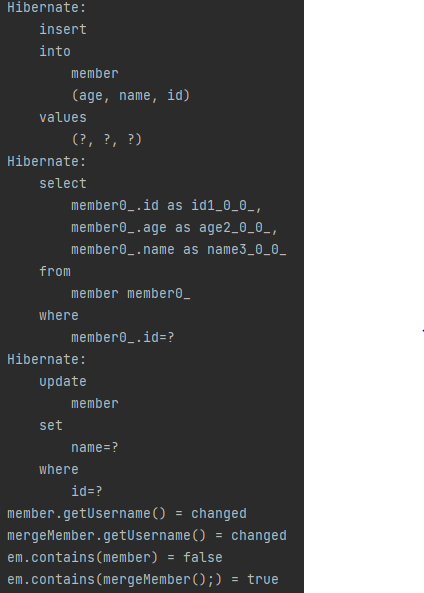 Hibernate:
insert
into
member
(age, name, id)
values
(?, ?, ?)
Hibernate:
select
member0_.id as id1_0_0_,
member0_.age as age2_0_0_,
member0_.name as name3_0_0_
from
member member0_
where
member0_.id=?
Hibernate:
update
member
set
name=?
where
id=?
member.getUsername() = changed
mergeMember.getUsername() = changed
em.contains(member) = false
em.contains(mergeMember();) = true